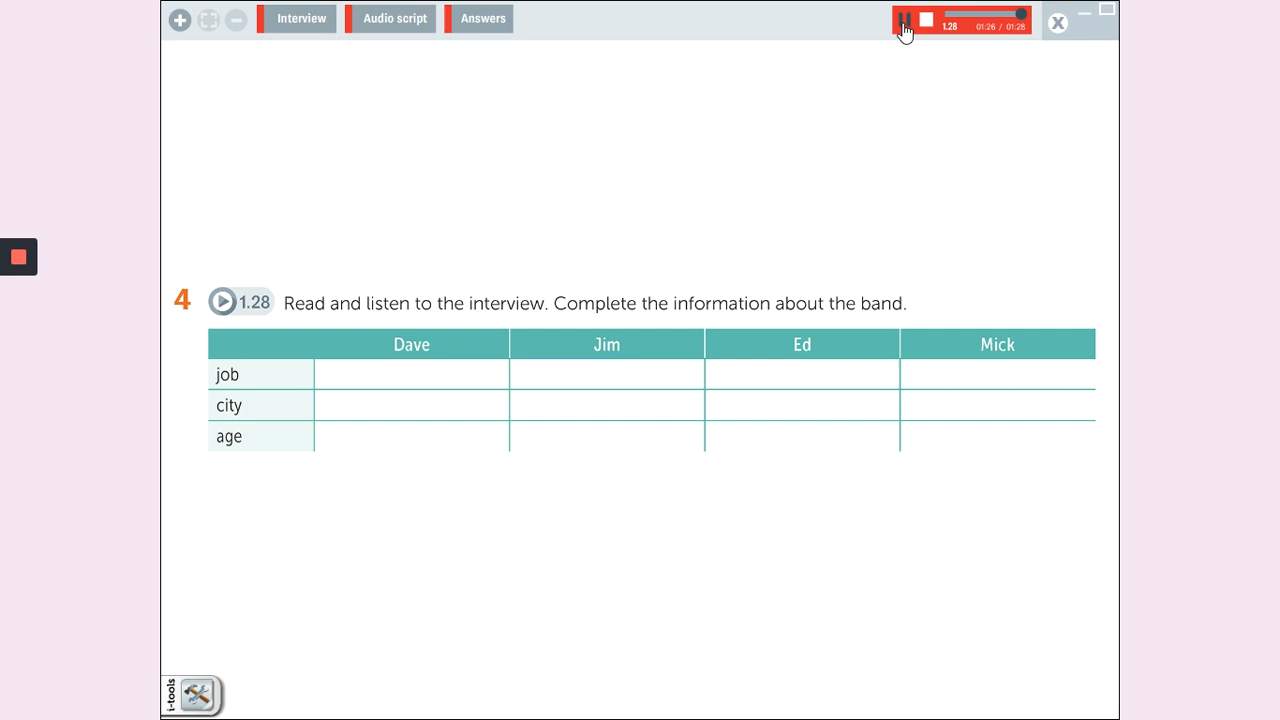 Interview Audio script Answers
1.28 01:26 / 01:28
X
4 1.28 Read and listen to the interview. Complete the information about the band.
Dave Jim Ed Mick
job
city
age
i-tools